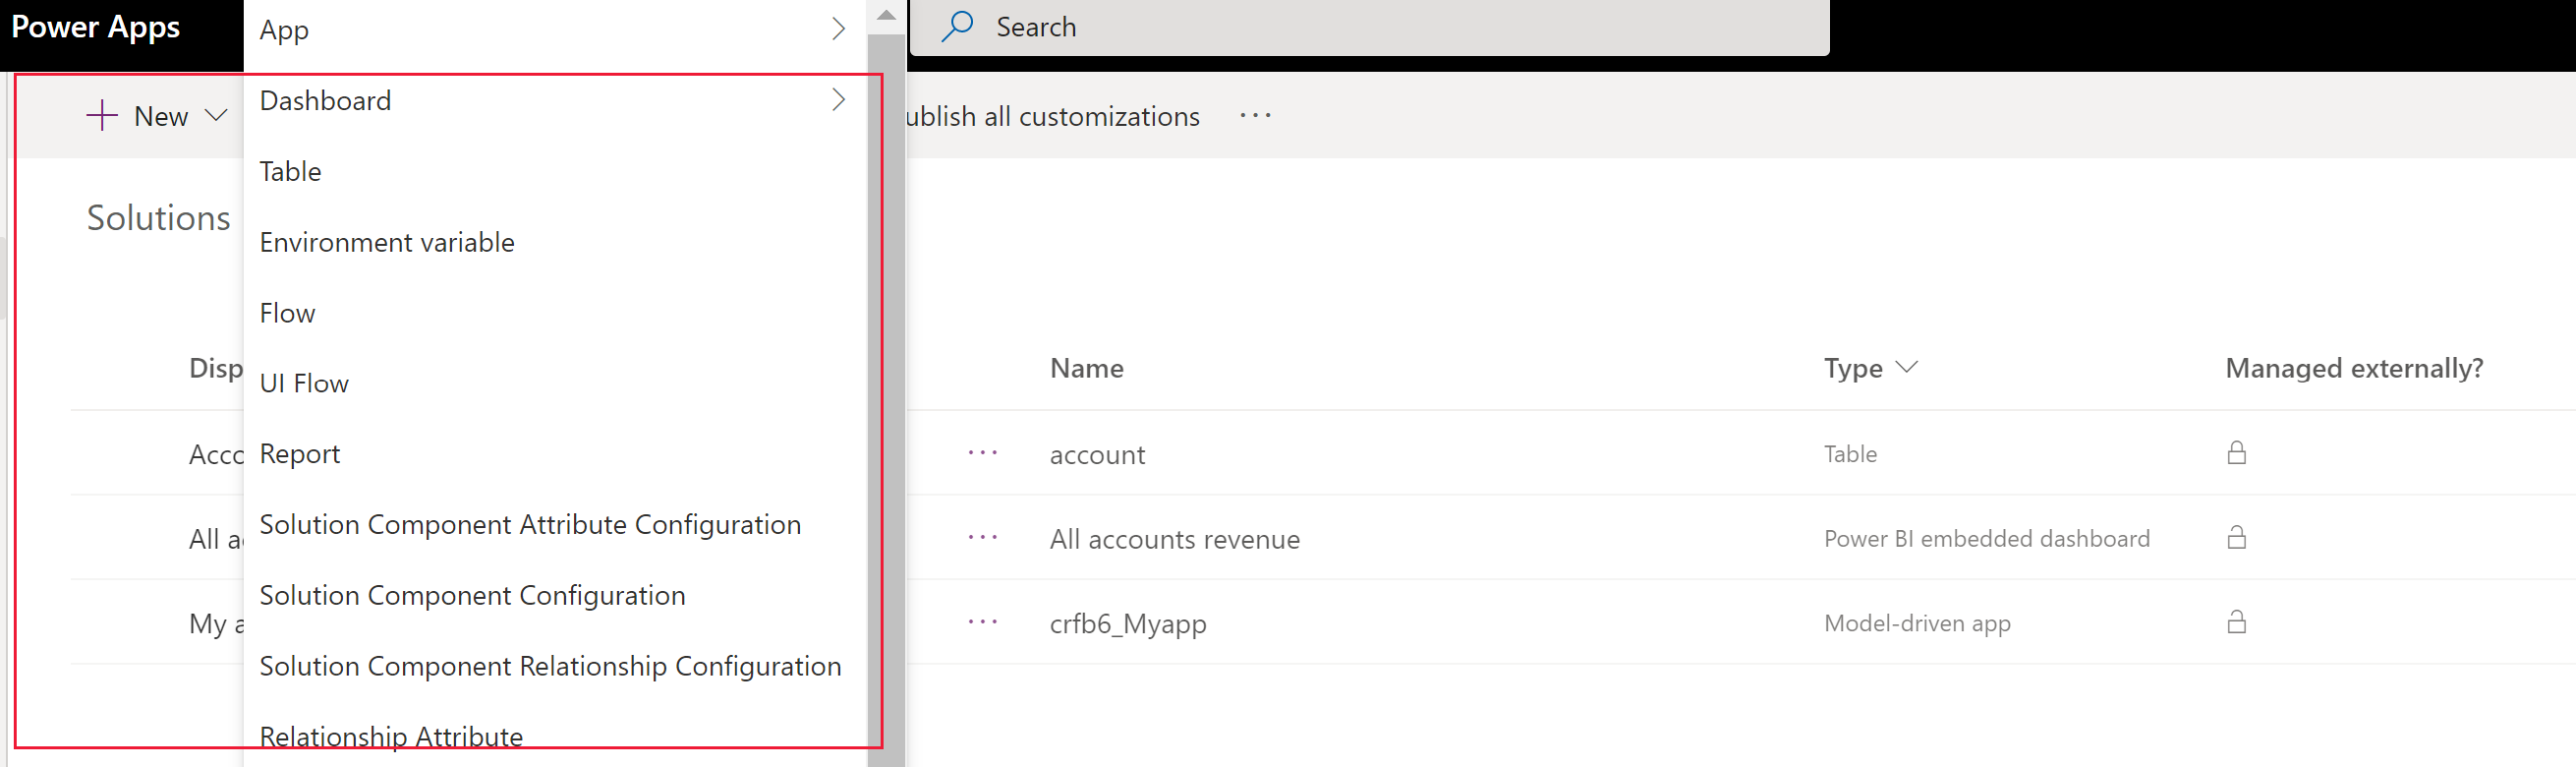 Power Apps
App
Search
New
Dashboard
ublish all customizations
Table
Solutions
Environment variable
Flow
Disp
UI Flow
Name
Type
Managed externally?
Acco
Report
account
Table
Solution Component Attribute Configuration
All a
All accounts revenue
Power BI embedded dashboard
Solution Component Configuration
My a
crfb6_Myapp
Model-driven app
Solution Component Relationship Configuration
Relationship Attribute